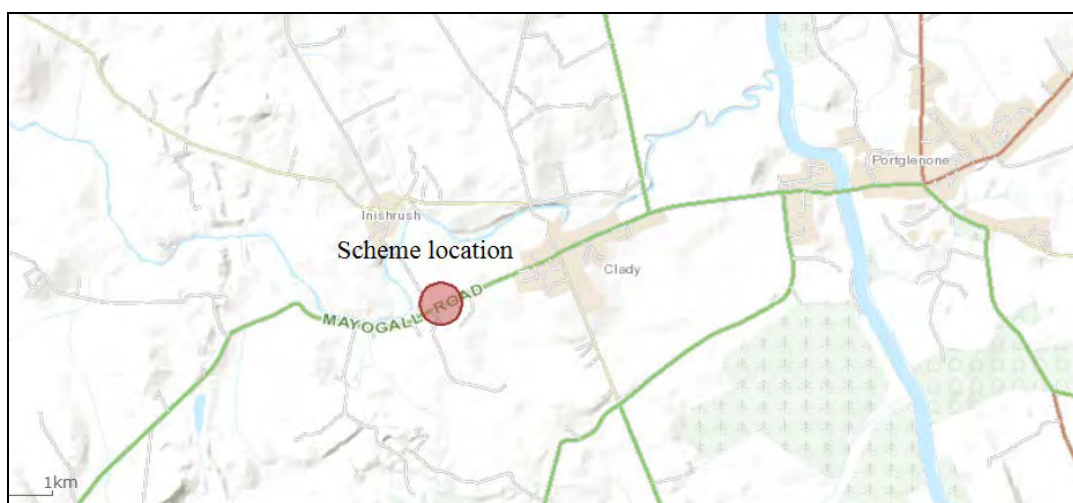 Portglenone
Inishrush
Scheme location
Clady
MAYOGALL ROAD
1km